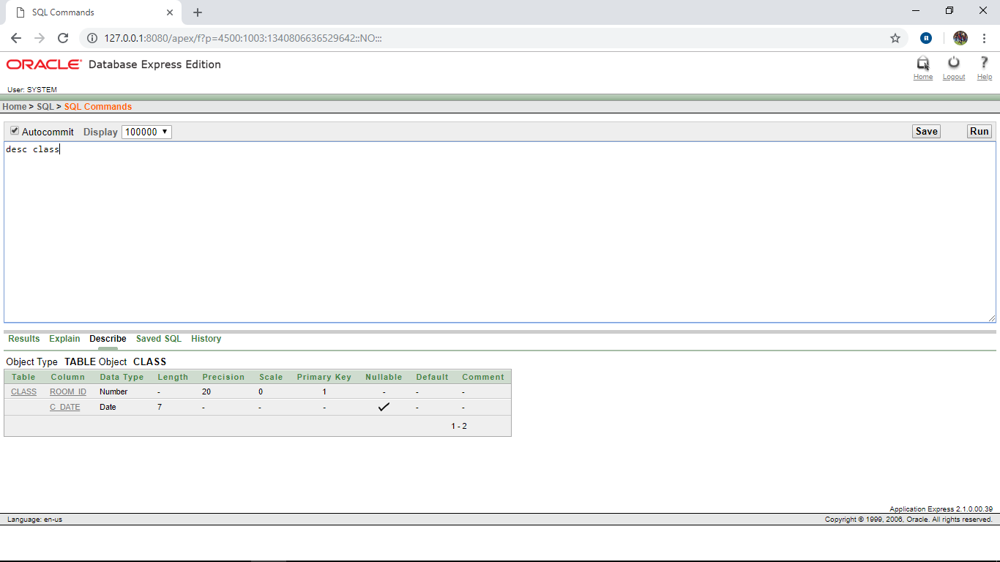 SQL Commands
127.0.0.1:8080/apex/f?p=4500:1003:1340806636529642::NO:::
ORACLE Database Express Edition
Home Logout Help
User: SYSTEM
Home > SQL > SQL Commands
Autocommit Display 100000 Save Run
desc class
Results Explain Describe Saved SQL History
Object Type TABLE Object CLASS
Table Column Data Type Length Precision Scale Primary Key Nullable Default Comment
CLASS ROOM_ID Number - 20 0 1 - - -
C_DATE Date 7 - - - - -
1 - 2
Application Express 2.1.0.00.39
Language: en-us Copyright © 1999, 2006, Oracle. All rights reserved.